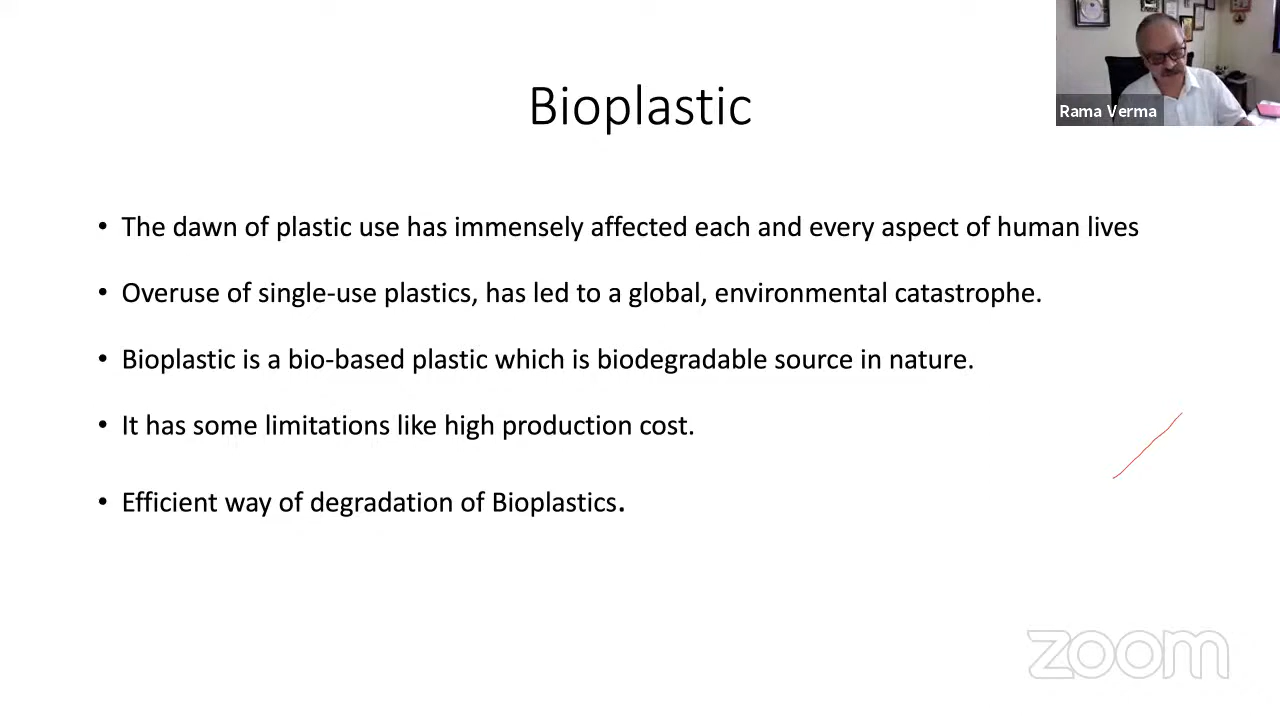 Bioplastic
Rama Verma
• The dawn of plastic use has immensely affected each and every aspect of human lives
• Overuse of single-use plastics, has led to a global, environmental catastrophe.
• Bioplastic is a bio-based plastic which is biodegradable source in nature.
• It has some limitations like high production cost.
• Efficient way of degradation of Bioplastics.
zoom